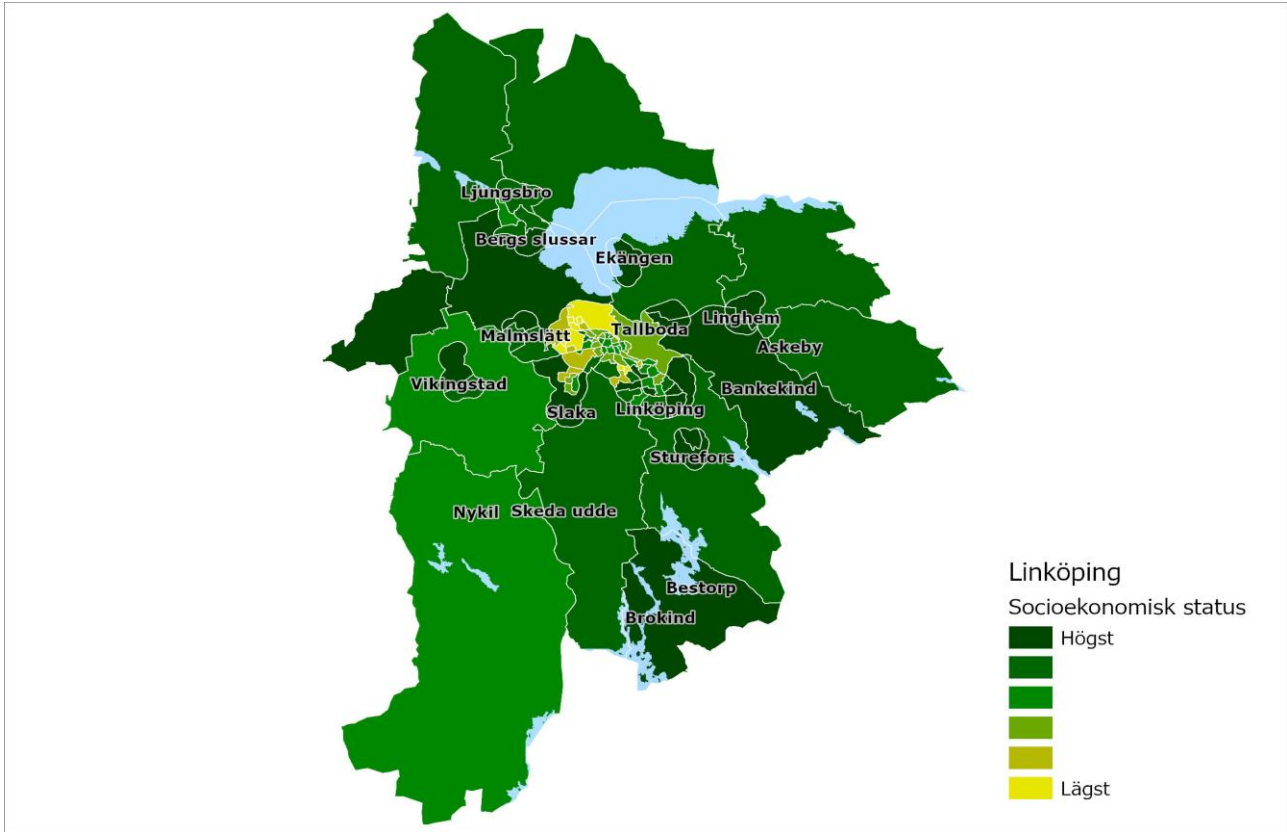 Ljungsbro
Bergs slussar
Ekängen
Malmslätt
Tallboda
Linghem
Askeby
Vikingstad
Bankekind
Slaka
Linköping
Sturefors
Nykil
Skeda udde
Bestorp
Brokind
Linköping
Socioekonomisk status
Högst
Lägst